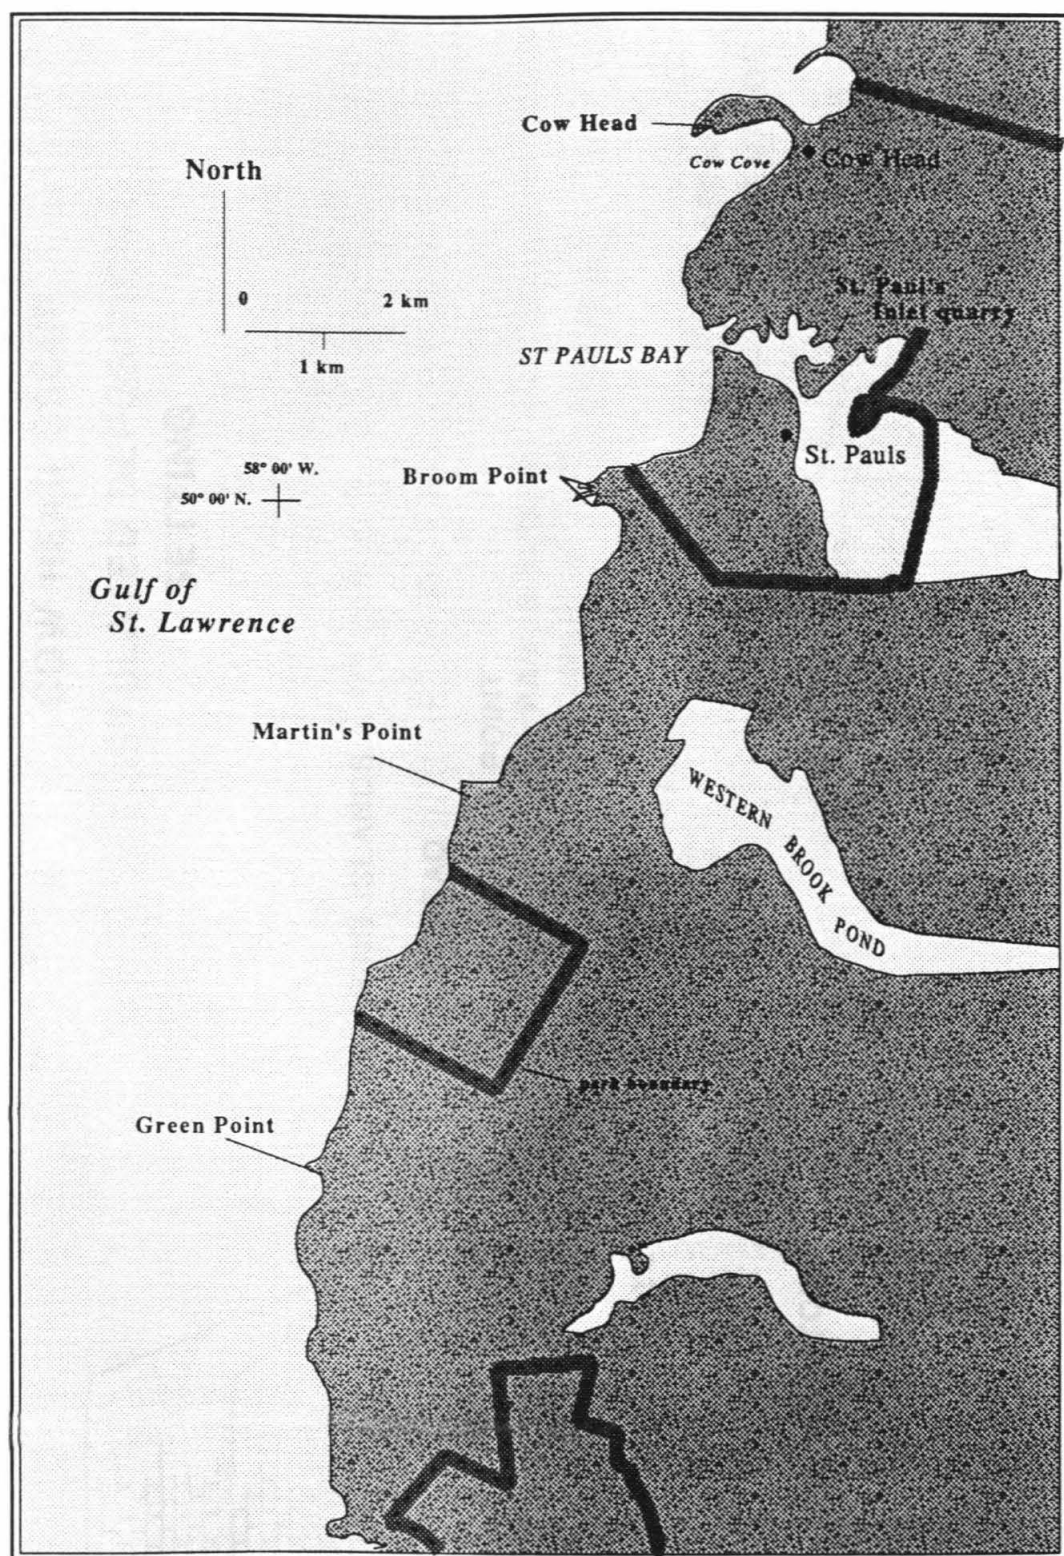 Cow Head
Cow Cove
Cow Head
North
0
2 km
1 km
St. Paul's
Inlet quarry
ST PAULS BAY
St. Pauls
Broom Point
58° 00' W.
50° 00' N.
Gulf of
St. Lawrence
Martin's Point
WESTERN BROOK POND
park boundary
Green Point